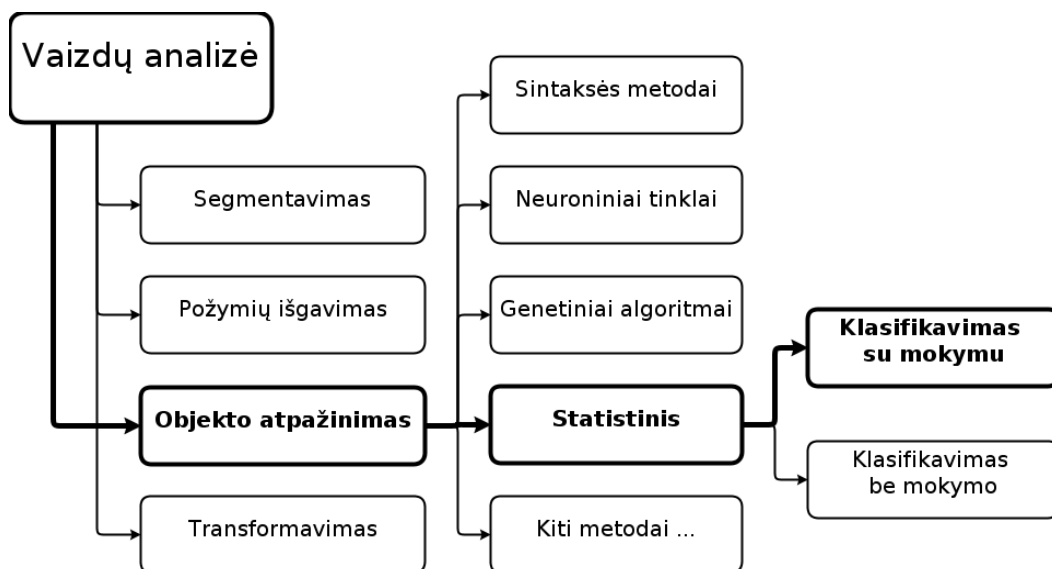 Vaizdų analizė
Segmentavimas
Požymių išgavimas
Objekto atpažinimas
Transformavimas
Sintaksės metodai
Neuroniniai tinklai
Genetiniai algoritmai
Statistinis
Kiti metodai ...
Klasifikavimas
su mokymu
Klasifikavimas
be mokymo